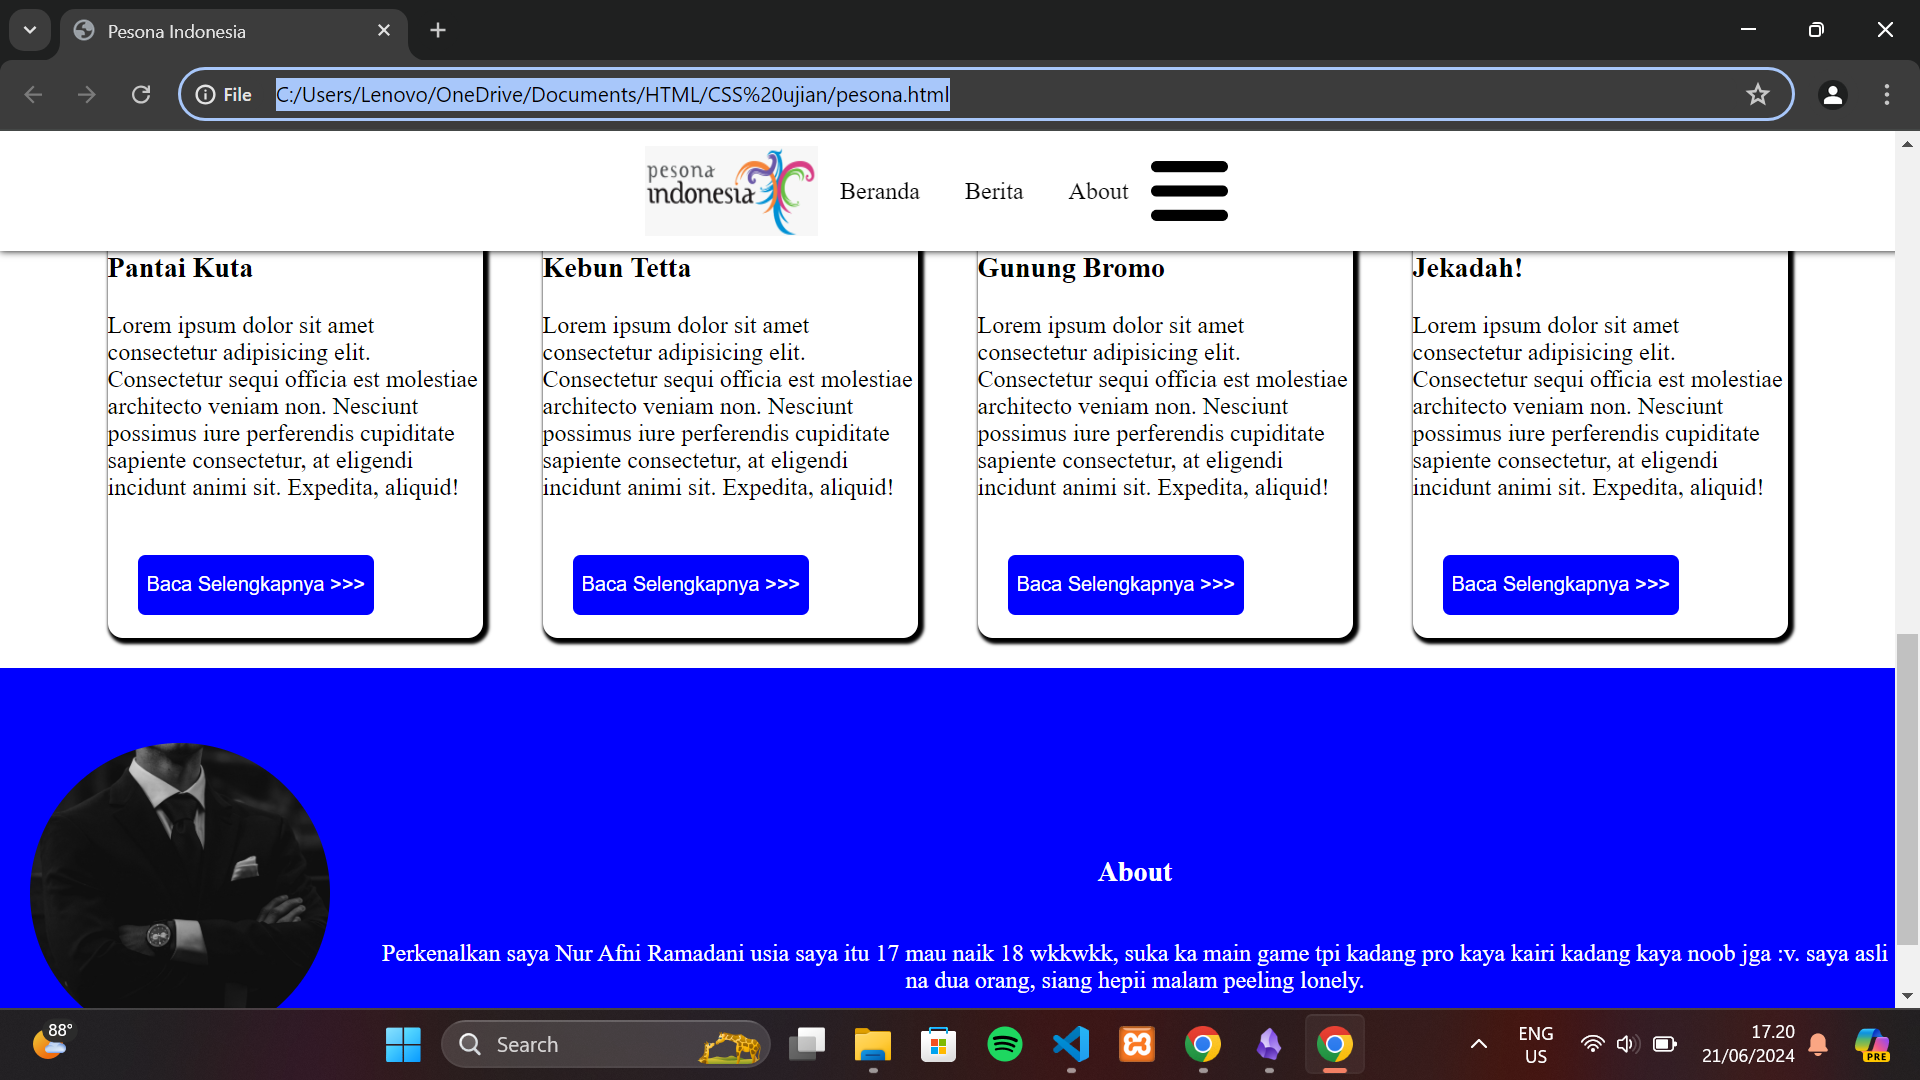 Pesona Indonesia
File
C:/Users/Lenovo/OneDrive/Documents/HTML/CSS%20ujian/pesona.html
pesona
indonesia
Beranda
Berita
About
Pantai Kuta
Lorem ipsum dolor sit amet
consectetur adipisicing elit.
Consectetur sequi officia est molestiae
architecto veniam non. Nesciunt
possimus iure perferendis cupiditate
sapiente consectetur, at eligendi
incidunt animi sit. Expedita, aliquid!
Baca Selengkapnya >>>
Kebun Tetta
Lorem ipsum dolor sit amet
consectetur adipisicing elit.
Consectetur sequi officia est molestiae
architecto veniam non. Nesciunt
possimus iure perferendis cupiditate
sapiente consectetur, at eligendi
incidunt animi sit. Expedita, aliquid!
Baca Selengkapnya >>>
Gunung Bromo
Lorem ipsum dolor sit amet
consectetur adipisicing elit.
Consectetur sequi officia est molestiae
architecto veniam non. Nesciunt
possimus iure perferendis cupiditate
sapiente consectetur, at eligendi
incidunt animi sit. Expedita, aliquid!
Baca Selengkapnya >>>
Jekadah!
Lorem ipsum dolor sit amet
consectetur adipisicing elit.
Consectetur sequi officia est molestiae
architecto veniam non. Nesciunt
possimus iure perferendis cupiditate
sapiente consectetur, at eligendi
incidunt animi sit. Expedita, aliquid!
Baca Selengkapnya >>>
About
Perkenalkan saya Nur Afni Ramadani usia saya itu 17 mau naik 18 wkkwkk, suka ka main game tpi kadang pro kaya kairi kadang kaya noob jga :v. saya asli
na dua orang, siang hepii malam peeling lonely.
88°
Search
ENG
US
17.20
21/06/2024
PRE